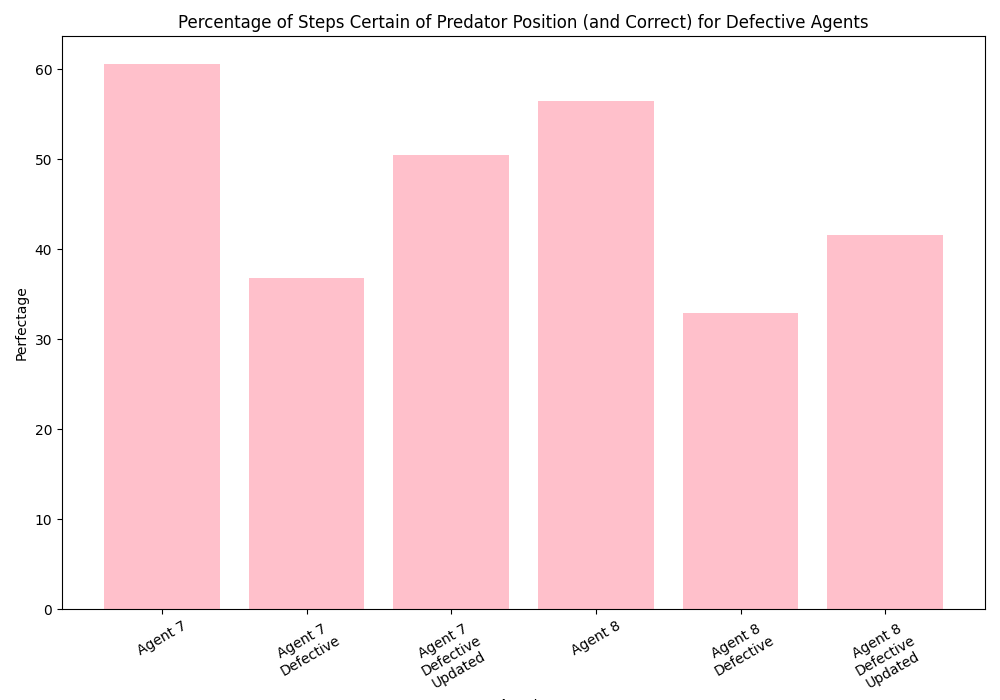 Percentage of Steps Certain of Predator Position (and Correct) for Defective Agents
Perfectage
60
50
40
30
20
10
0
Agent 7
Agent 7
Defective
Agent 7
Defective
Updated
Agent 8
Agent 8
Defective
Agent 8
Defective
Updated